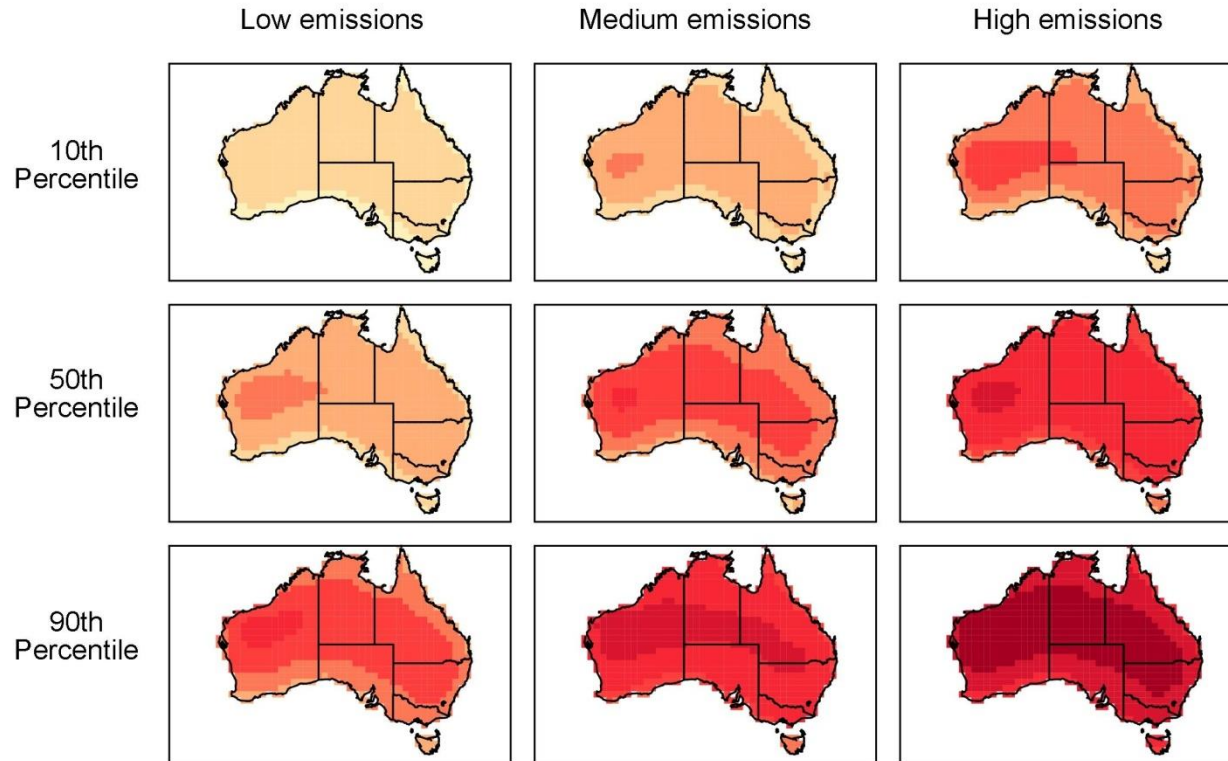 Low emissions
Medium emissions
High emissions
10th
Percentile
50th
Percentile
90th
Percentile